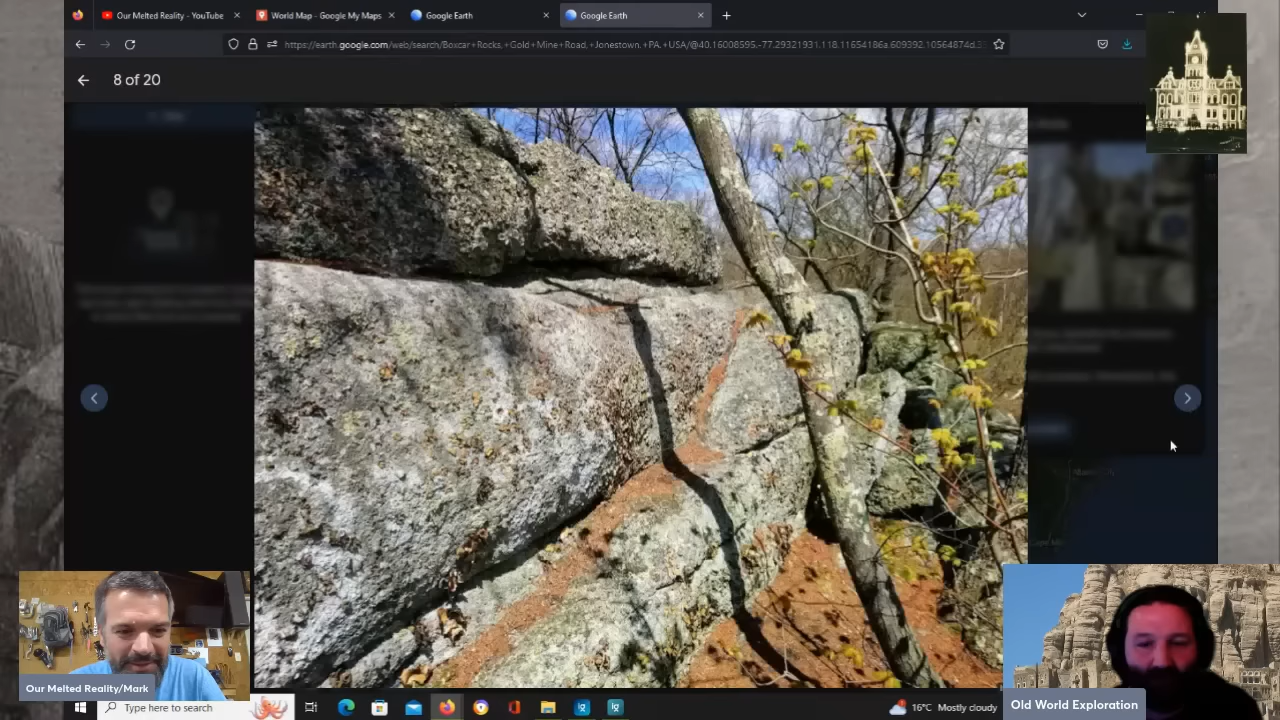 Our Melted Reality - YouTube
World Map - Google My Maps
Google Earth
Google Earth
https://earth.google.com/web/search/Boxcar+Rocks,+Gold+Mine+Road,+Jonestown,+PA,+USA/@40.16008595,-77.29321931,118.11654186a,609392.10564874d,3
8 of 20
Our Melted Reality/Mark
Old World Exploration
Type here to search
16°C Mostly cloudy